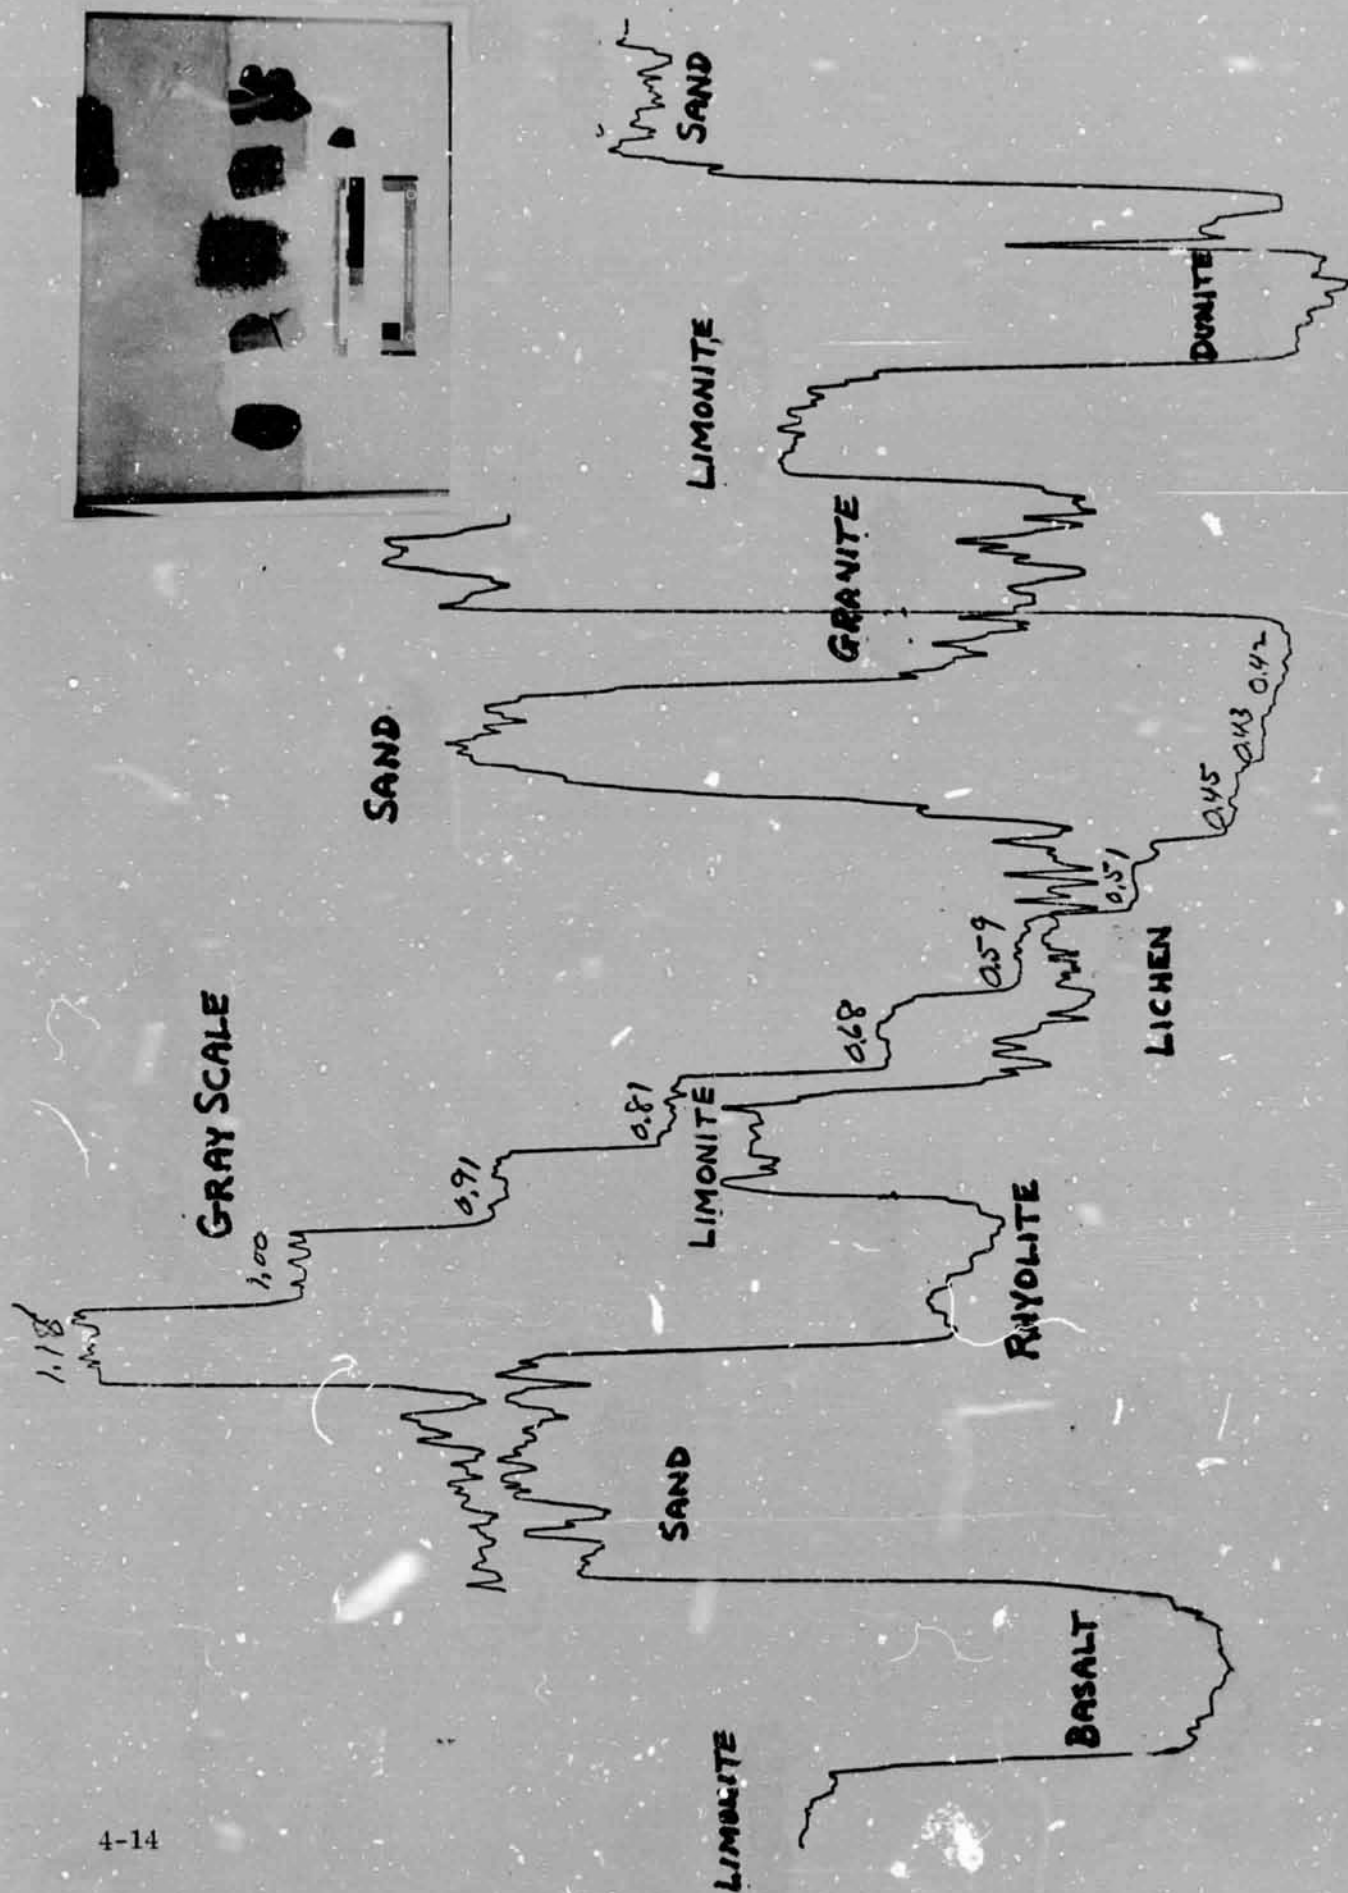 1.18
GRAY SCALE
1.00
0.91
0.81
0.68
0.59
0.51
0.45
0.43
0.42
LIMONITE
BASALT
SAND
RHYOLITE
LIMONITE
LICHEN
SAND
GRANITE
LIMONITE
DUNITE
SAND
4-14